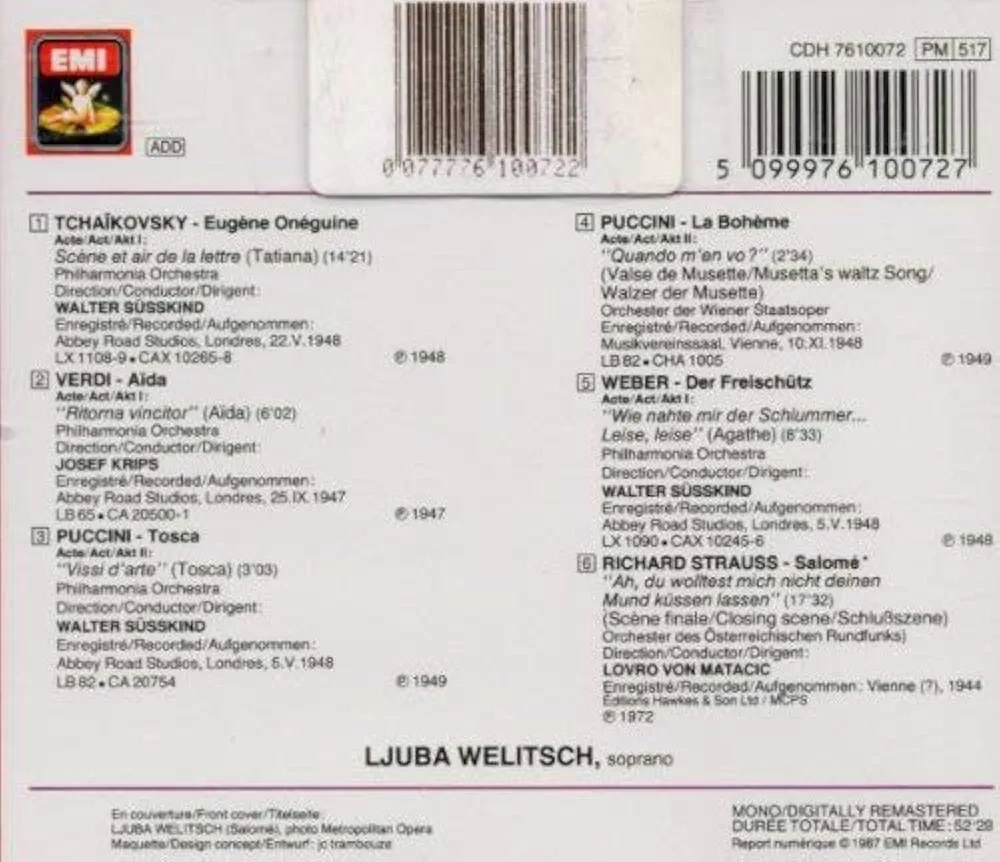 EMI
ADD
0 077776 100722
CDH 7610072 PM 517
5 099976 100727
1 TCHAÏKOVSKY - Eugène Onéguine
Acte/Act/Akt I:
Scène et air de la lettre (Tatiana) (14'21)
Philharmonia Orchestra
Direction/Conductor/Dirigent:
WALTER SÜSSKIND
Enregistré/Recorded/Aufgenommen:
Abbey Road Studios, Londres, 22.V.1948
LX 1108-9 • CAX 10265-8 ℗ 1948
2 VERDI - Aïda
Acte/Act/Akt I:
"Ritorna vincitor" (Aïda) (6'02)
Philharmonia Orchestra
Direction/Conductor/Dirigent:
JOSEF KRIPS
Enregistré/Recorded/Aufgenommen:
Abbey Road Studios, Londres, 25.IX.1947
LB 65 • CA 20500-1 ℗ 1947
3 PUCCINI - Tosca
Acte/Act/Akt II:
"Vissi d'arte" (Tosca) (3'03)
Philharmonia Orchestra
Direction/Conductor/Dirigent:
WALTER SÜSSKIND
Enregistré/Recorded/Aufgenommen:
Abbey Road Studios, Londres, 5.V.1948
LB 82 • CA 20754 ℗ 1949
4 PUCCINI - La Bohème
Acte/Act/Akt II:
"Quando m'en vo?" (2'34)
(Valse de Musette/Musetta's waltz Song/
Walzer der Musette)
Orchester der Wiener Staatsoper
Enregistré/Recorded/Aufgenommen:
Musikvereinssaal, Vienne, 10.XI.1948
LB 82 • CHA 1005 ℗ 1949
5 WEBER - Der Freischütz
Acte/Act/Akt I:
"Wie nahte mir der Schlummer...
Leise, leise" (Agathe) (8'33)
Philharmonia Orchestra
Direction/Conductor/Dirigent:
WALTER SÜSSKIND
Enregistré/Recorded/Aufgenommen:
Abbey Road Studios, Londres, 5.V.1948
LX 1090 • CAX 10245-6 ℗ 1948
6 RICHARD STRAUSS - Salomé*
"Ah, du wolltest mich nicht deinen
Mund küssen lassen" (17'32)
(Scène finale/Closing scene/Schlußszene)
Orchester des Österreichischen Rundfunks)
Direction/Conductor/Dirigent:
LOVRO VON MATACIC
Enregistré/Recorded/Aufgenommen: Vienne (?), 1944
Editions Hawkes & Son Ltd / MCPS
℗ 1972
LJUBA WELITSCH, soprano
En couverture/Front cover/Titelseite:
LJUBA WELITSCH (Salomé), photo Metropolitan Opera
Maquette/Design concept/Entwurf: jc trambouze
MONO/DIGITALLY REMASTERED
DURÉE TOTALE/TOTAL TIME: 52'28
Report numérique ℗ 1987 EMI Records Ltd